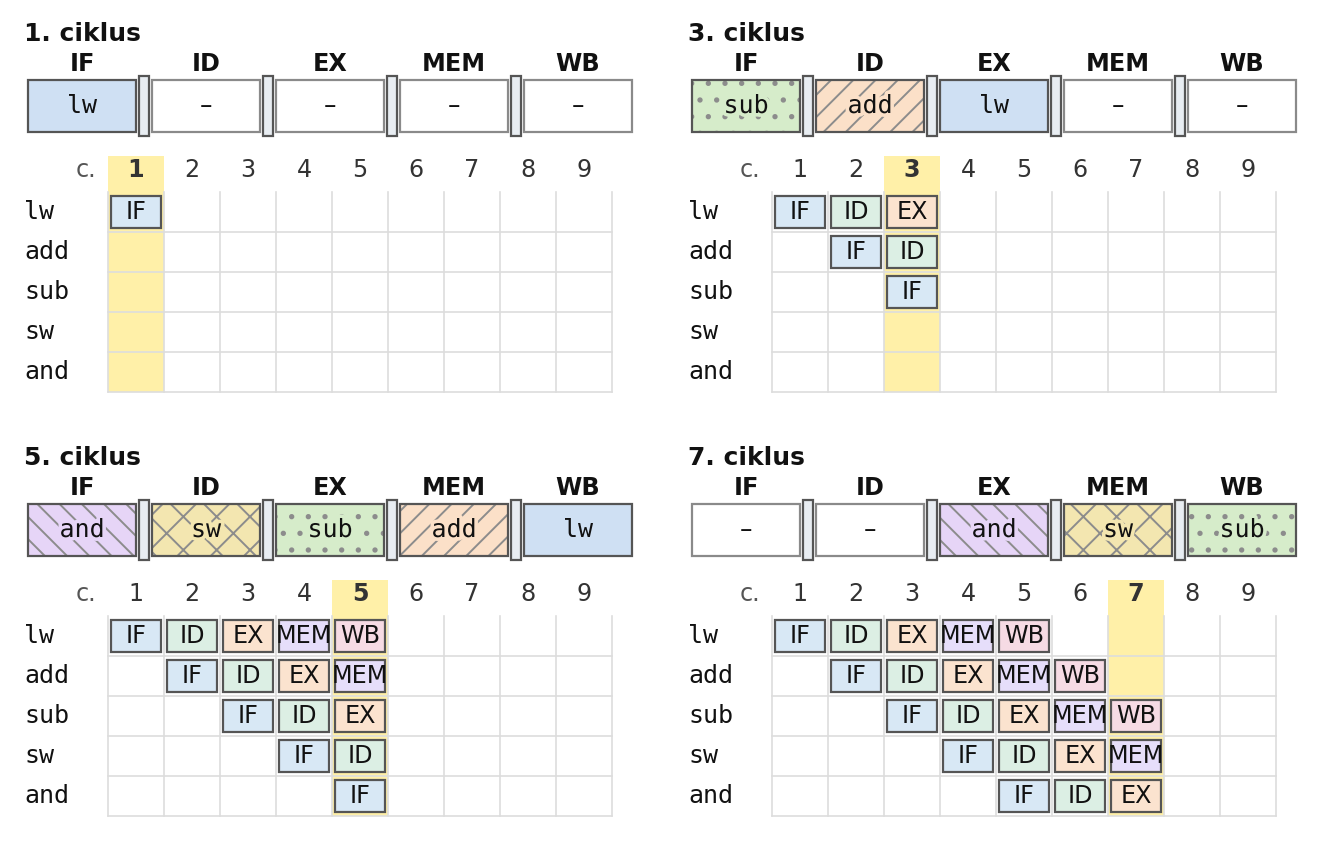 1. ciklus
IF ID EX MEM WB
lw – – – –
c. 1 2 3 4 5 6 7 8 9
lw IF
add
sub
sw
and
3. ciklus
IF ID EX MEM WB
sub add lw – –
c. 1 2 3 4 5 6 7 8 9
lw IF ID EX
add IF ID
sub IF
sw
and
5. ciklus
IF ID EX MEM WB
and sw sub add lw
c. 1 2 3 4 5 6 7 8 9
lw IF ID EX MEM WB
add IF ID EX MEM
sub IF ID EX
sw IF ID
and IF
7. ciklus
IF ID EX MEM WB
– – and sw sub
c. 1 2 3 4 5 6 7 8 9
lw IF ID EX MEM WB
add IF ID EX MEM WB
sub IF ID EX MEM WB
sw IF ID EX MEM
and IF ID EX